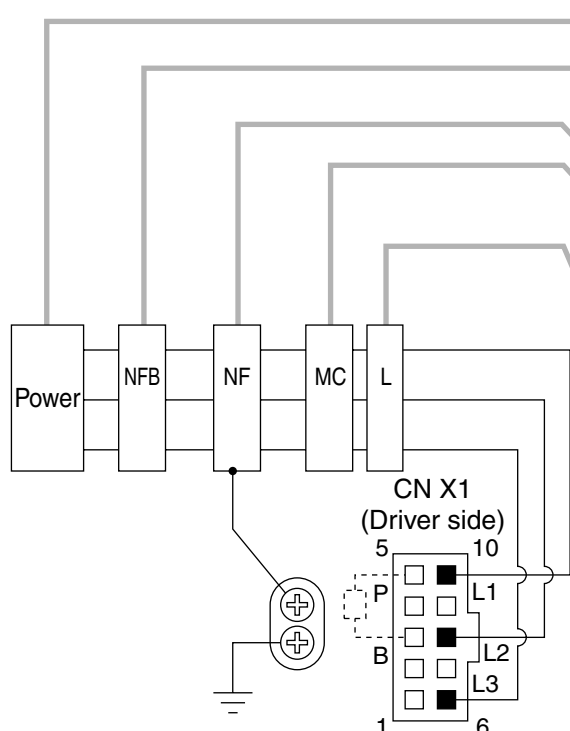 Power
NFB
NF
MC
L
CN X1
(Driver side)
5
10
P
L1
B
L2
L3
1
6